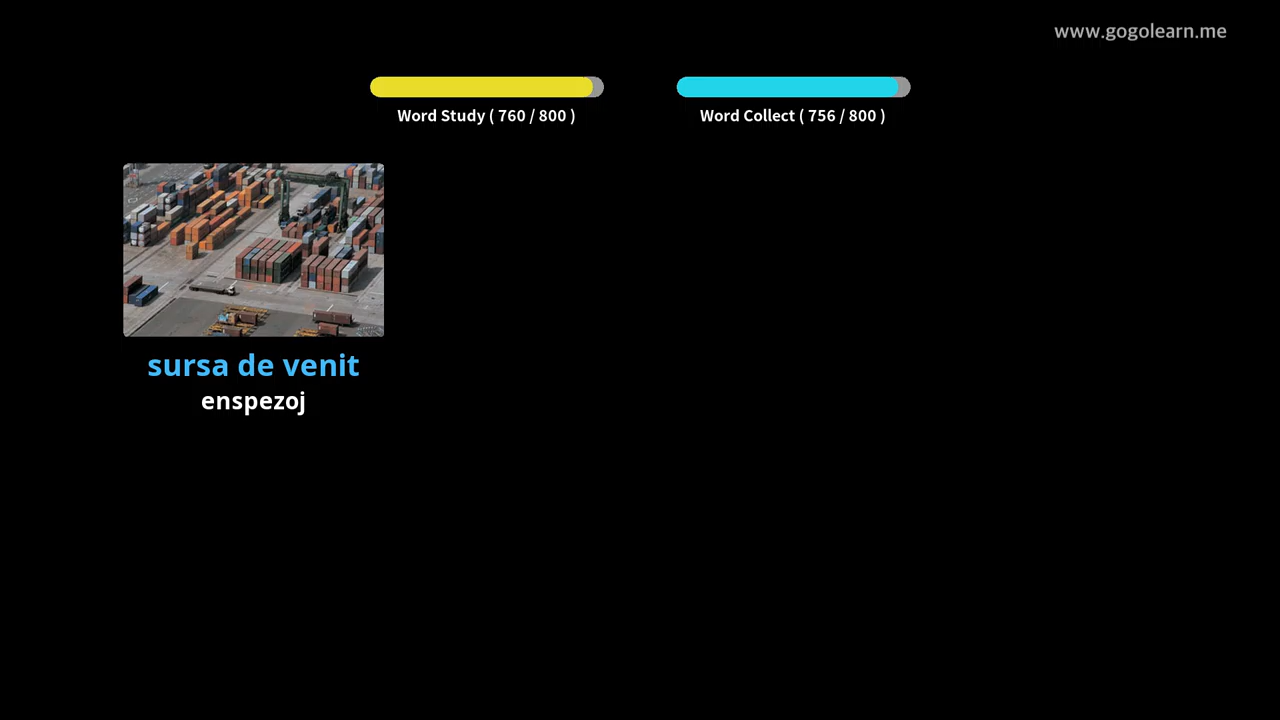 www.gogolearn.me
Word Study ( 760 / 800 )
Word Collect ( 756 / 800 )
sursa de venit
enspezoj